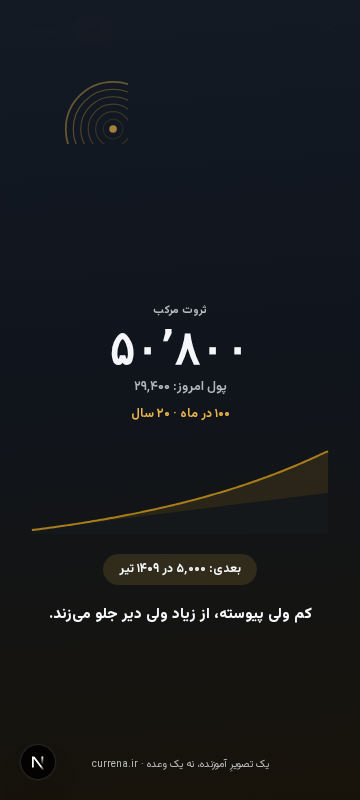 ثروت مرکب
۵۰٬۸۰۰
پول امروز: ۲۹٬۴۰۰
۱۰۰ در ماه · ۲۰ سال
بعدی: ۵٬۰۰۰ در ۱۴۰۹ تیر
کم ولی پیوسته، از زیاد ولی دیر جلو می‌زند.
یک تصویر آموزنده، نه یک وعده · currena.ir
N